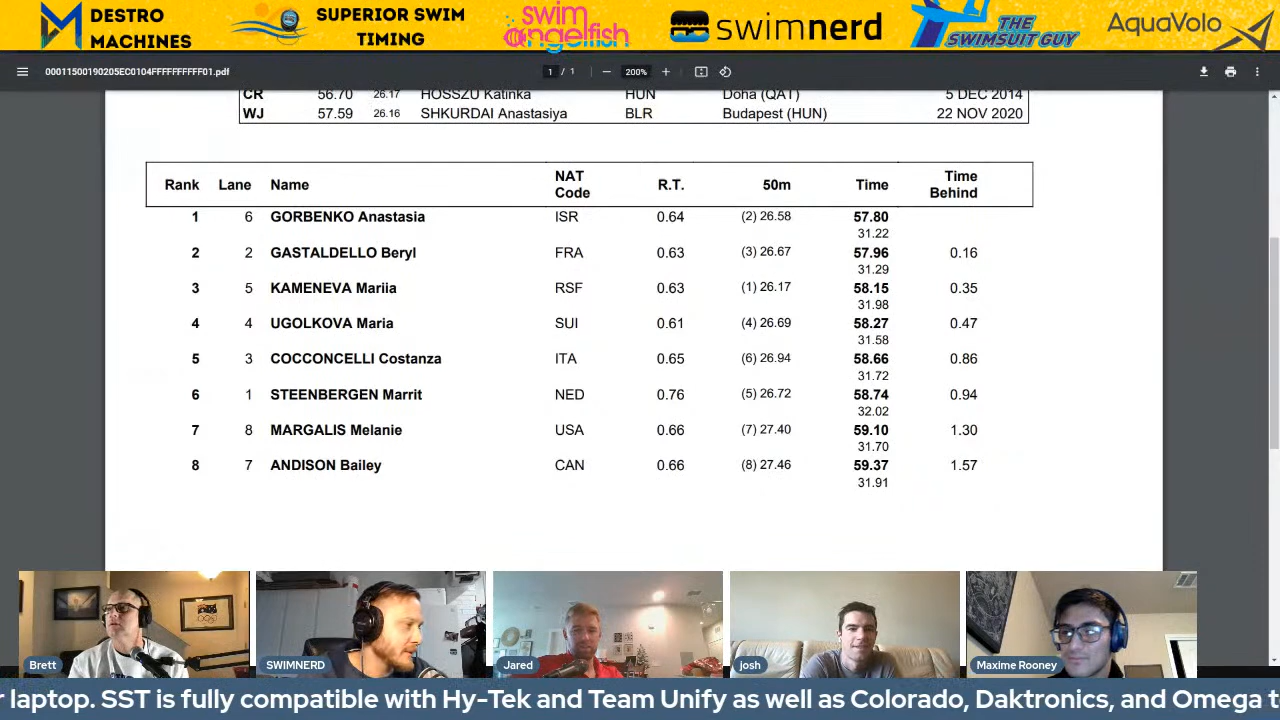 DESTRO
MACHINES
SUPERIOR SWIM
TIMING
swim
angelfish
swimnerd
THE
SWIMSUIT GUY
AquaVolo
00011500190205EC0104FFFFFFFFFF01.pdf
1 / 1
200%
CR 56.70 26.17 HOSSZU Katinka HUN Doha (QAT) 5 DEC 2014
WJ 57.59 26.16 SHKURDAI Anastasiya BLR Budapest (HUN) 22 NOV 2020
Rank Lane Name NAT Code R.T. 50m Time Time Behind
1 6 GORBENKO Anastasia ISR 0.64 (2) 26.58 57.80
31.22
2 2 GASTALDELLO Beryl FRA 0.63 (3) 26.67 57.96 0.16
31.29
3 5 KAMENEVA Mariia RSF 0.63 (1) 26.17 58.15 0.35
31.98
4 4 UGOLKOVA Maria SUI 0.61 (4) 26.69 58.27 0.47
31.58
5 3 COCCONCELLI Costanza ITA 0.65 (6) 26.94 58.66 0.86
31.72
6 1 STEENBERGEN Marrit NED 0.76 (5) 26.72 58.74 0.94
32.02
7 8 MARGALIS Melanie USA 0.66 (7) 27.40 59.10 1.30
31.70
8 7 ANDISON Bailey CAN 0.66 (8) 27.46 59.37 1.57
31.91
Brett
SWIMNERD
Jared
josh
Maxime Rooney
r laptop. SST is fully compatible with Hy-Tek and Team Unify as well as Colorado, Daktronics, and Omega t